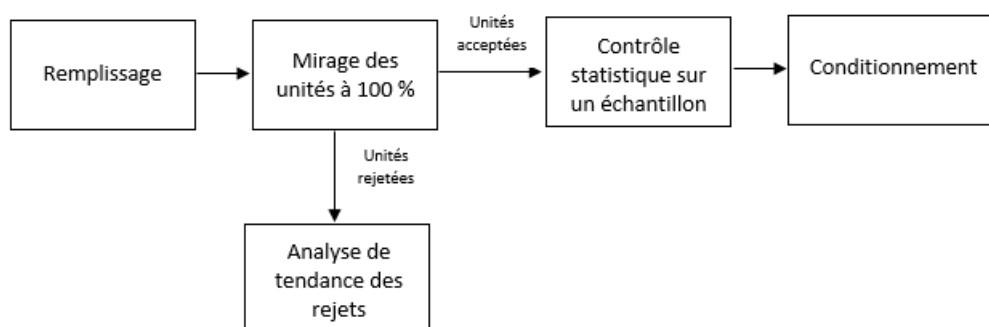 Remplissage
Mirage des
unités à 100 %
Unités
acceptées
Contrôle
statistique sur
un échantillon
Conditionnement
Unités
rejetées
Analyse de
tendance des
rejets